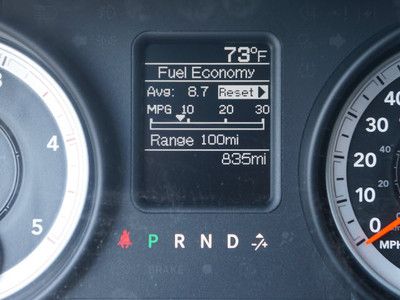 73°F
Fuel Economy
Avg: 8.7 Reset
MPG 10 20 30
Range 100mi
835mi
3
4
5
40
30
20
10
0
MPH
P R N D -/+
BRAKE